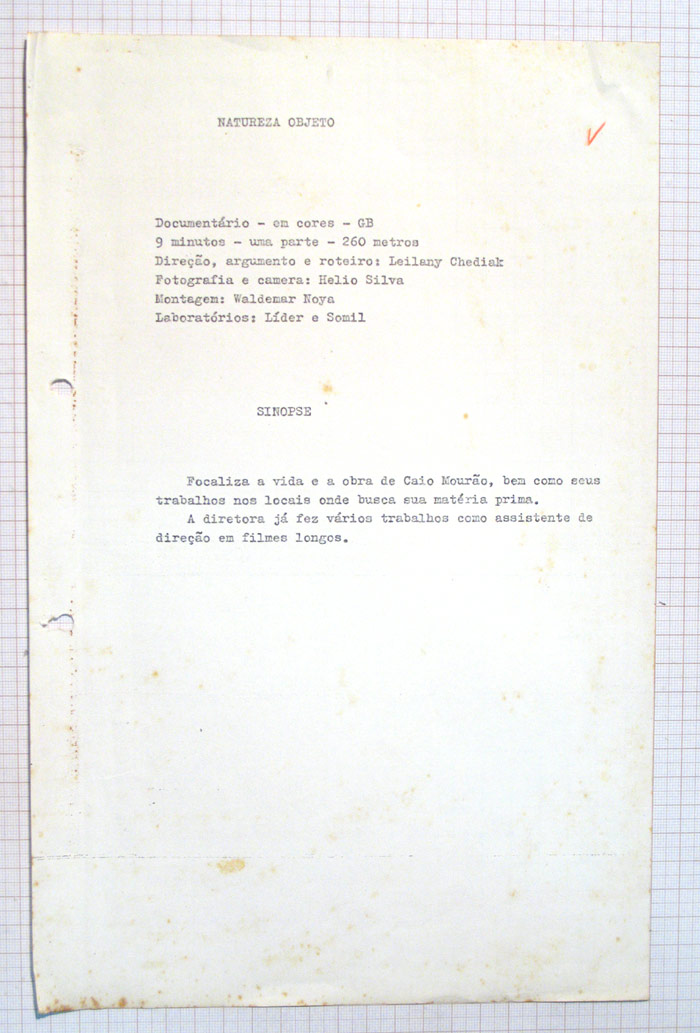 NATUREZA OBJETO
Documentário - em cores - GB
9 minutos - uma parte - 260 metros
Direção, argumento e roteiro: Leilany Chediak
Fotografia e camera: Helio Silva
Montagem: Waldemar Noya
Laboratórios: Líder e Somil
SINOPSE
Focaliza a vida e a obra de Caio Mourão, bem como seus
trabalhos nos locais onde busca sua matéria prima.
A diretora já fez vários trabalhos como assistente de
direção em filmes longos.